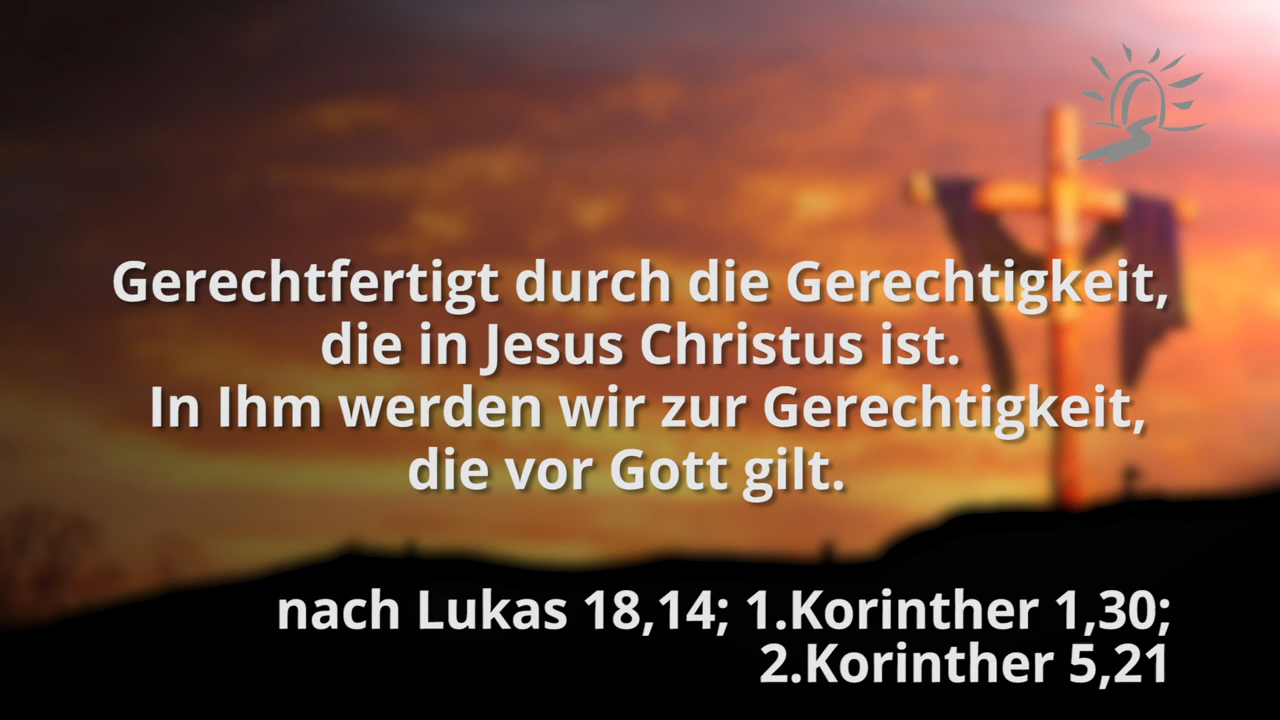 Gerechtfertigt durch die Gerechtigkeit,
die in Jesus Christus ist.
In Ihm werden wir zur Gerechtigkeit,
die vor Gott gilt.
nach Lukas 18,14; 1.Korinther 1,30;
2.Korinther 5,21